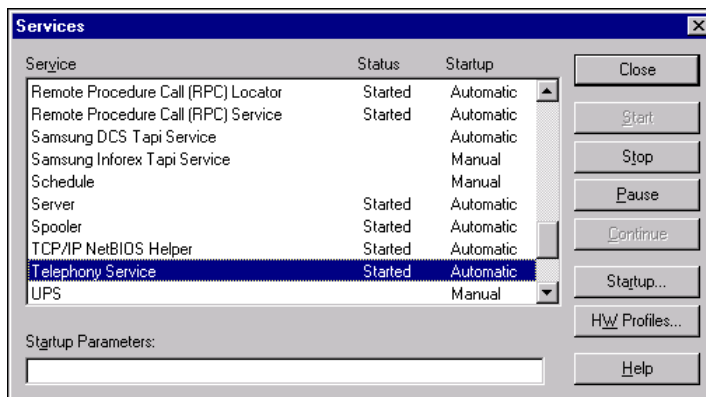 Services
Service Status Startup
Remote Procedure Call (RPC) Locator Started Automatic
Remote Procedure Call (RPC) Service Started Automatic
Samsung DCS Tapi Service Automatic
Samsung Inforex Tapi Service Manual
Schedule Manual
Server Started Automatic
Spooler Started Automatic
TCP/IP NetBIOS Helper Started Automatic
Telephony Service Started Automatic
UPS Manual
Startup Parameters:
Close
Start
Stop
Pause
Continue
Startup...
HW Profiles...
Help